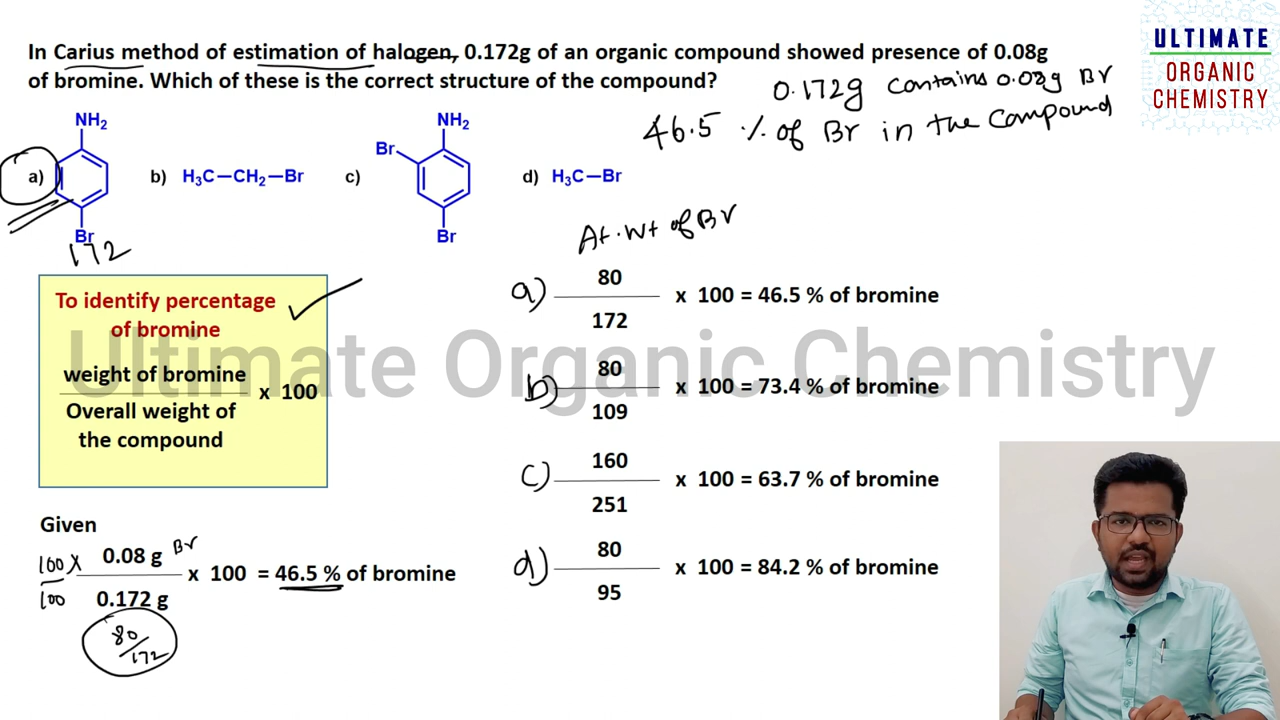 In Carius method of estimation of halogen, 0.172g of an organic compound showed presence of 0.08g
of bromine. Which of these is the correct structure of the compound?
0.172g contains 0.08g Br
46.5 % of Br in the compound
ULTIMATE
ORGANIC
CHEMISTRY
a)
NH2
Br
172
b) H3C–CH2–Br
c)
NH2
Br
Br
d) H3C–Br
At. Wt of Br
To identify percentage
of bromine
weight of bromine
x 100
Overall weight of
the compound
Given
100 x 0.08 g Br
x 100 = 46.5 % of bromine
100 0.172 g
80/172
a) 80
x 100 = 46.5 % of bromine
172
b) 80
x 100 = 73.4 % of bromine
109
c) 160
x 100 = 63.7 % of bromine
251
d) 80
x 100 = 84.2 % of bromine
95
Ultimate Organic Chemistry